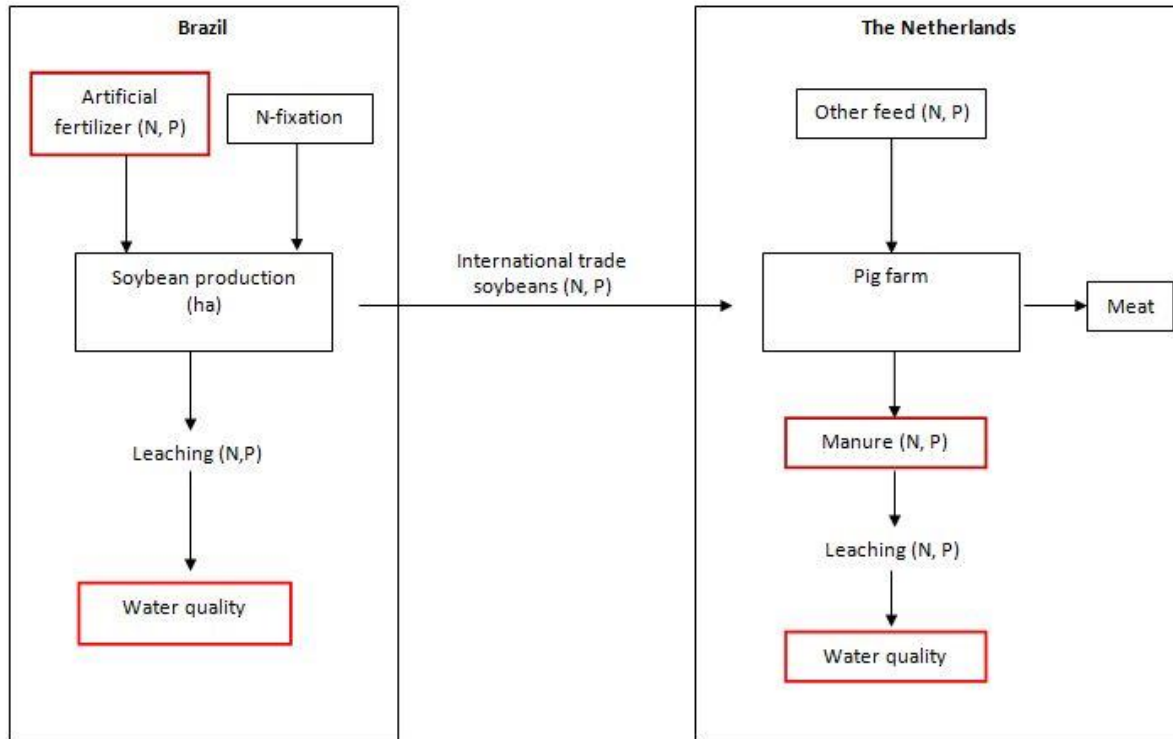 Brazil
Artificial
fertilizer (N, P)
N-fixation
Soybean production
(ha)
Leaching (N,P)
Water quality
International trade
soybeans (N, P)
The Netherlands
Other feed (N, P)
Pig farm
Meat
Manure (N, P)
Leaching (N, P)
Water quality